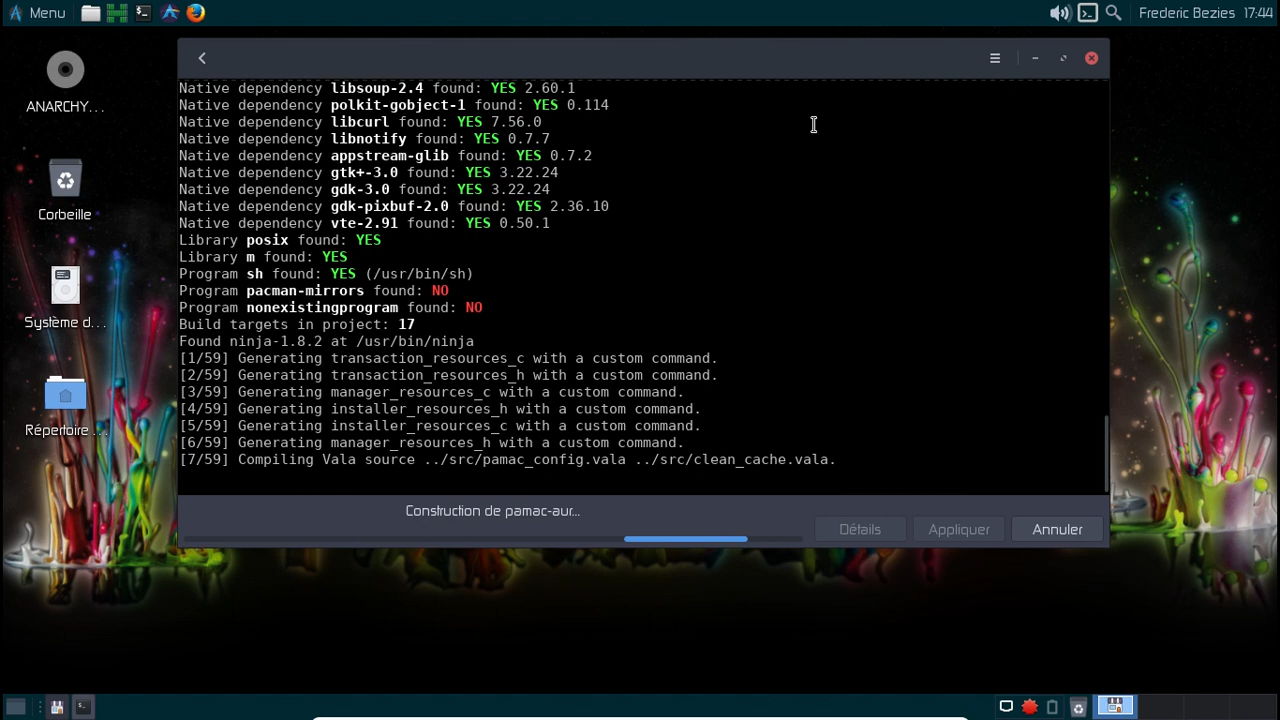 Menu
Frederic Bezies 17:44
ANARCHY...
Corbeille
Système d...
Répertoire ...
Native dependency libsoup-2.4 found: YES 2.60.1
Native dependency polkit-gobject-1 found: YES 0.114
Native dependency libcurl found: YES 7.56.0
Native dependency libnotify found: YES 0.7.7
Native dependency appstream-glib found: YES 0.7.2
Native dependency gtk+-3.0 found: YES 3.22.24
Native dependency gdk-3.0 found: YES 3.22.24
Native dependency gdk-pixbuf-2.0 found: YES 2.36.10
Native dependency vte-2.91 found: YES 0.50.1
Library posix found: YES
Library m found: YES
Program sh found: YES (/usr/bin/sh)
Program pacman-mirrors found: NO
Program nonexistingprogram found: NO
Build targets in project: 17
Found ninja-1.8.2 at /usr/bin/ninja
[1/59] Generating transaction_resources_c with a custom command.
[2/59] Generating transaction_resources_h with a custom command.
[3/59] Generating manager_resources_c with a custom command.
[4/59] Generating installer_resources_h with a custom command.
[5/59] Generating installer_resources_c with a custom command.
[6/59] Generating manager_resources_h with a custom command.
[7/59] Compiling Vala source ../src/pamac_config.vala ../src/clean_cache.vala.
Construction de pamac-aur...
Détails
Appliquer
Annuler